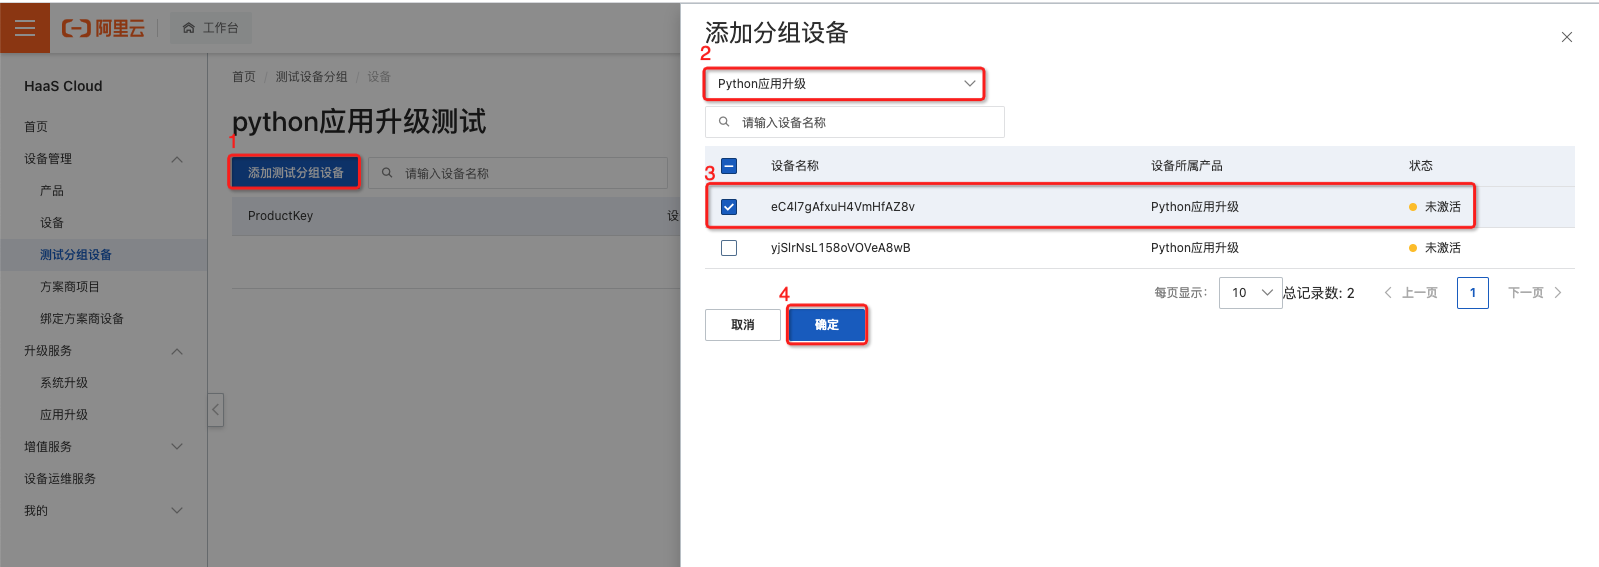 阿里云
工作台
HaaS Cloud
首页
设备管理
产品
设备
测试分组设备
方案商项目
绑定方案商设备
升级服务
系统升级
应用升级
增值服务
设备运维服务
我的
首页 / 测试设备分组 / 设备
python应用升级测试
1
添加测试分组设备
请输入设备名称
ProductKey
设
添加分组设备
2
Python应用升级
请输入设备名称
设备名称 设备所属产品 状态
3
eC4I7gAfxuH4VmHfAZ8v Python应用升级 未激活
yjSIrNsL158oVOVeA8wB Python应用升级 未激活
每页显示: 10 总记录数: 2 上一页 1 下一页
4
取消 确定